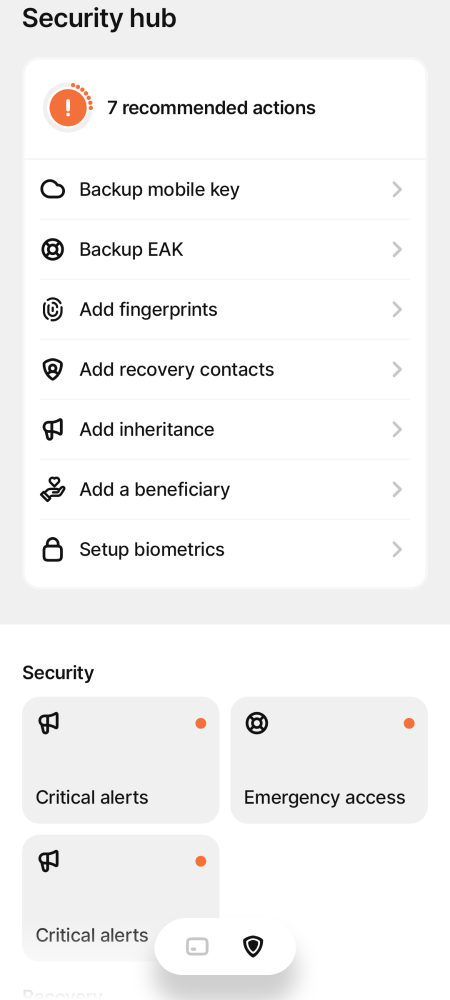 Security hub
7 recommended actions
Backup mobile key
Backup EAK
Add fingerprints
Add recovery contacts
Add inheritance
Add a beneficiary
Setup biometrics
Security
Critical alerts
Emergency access
Critical alerts
Recovery